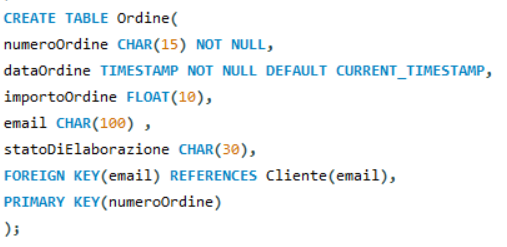 CREATE TABLE Ordine(
numeroOrdine CHAR(15) NOT NULL,
dataOrdine TIMESTAMP NOT NULL DEFAULT CURRENT_TIMESTAMP,
importoOrdine FLOAT(10),
email CHAR(100) ,
statoDiElaborazione CHAR(30),
FOREIGN KEY(email) REFERENCES Cliente(email),
PRIMARY KEY(numeroOrdine)
);